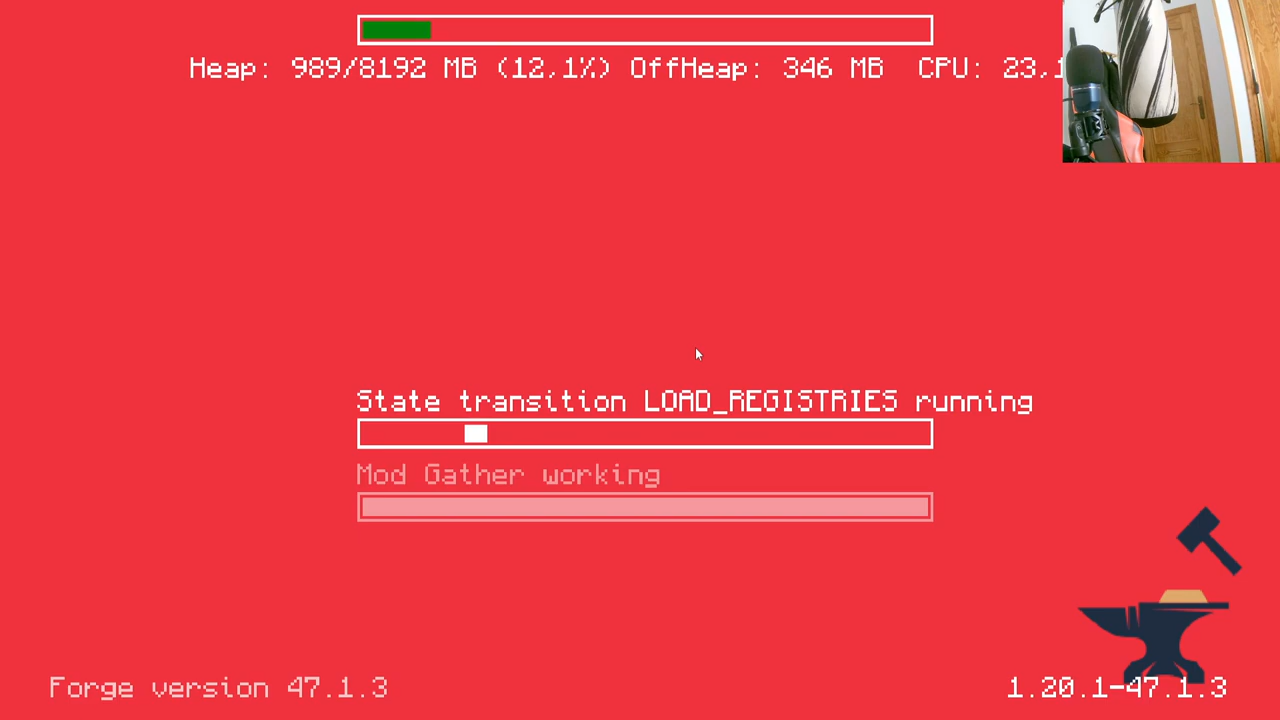 Heap: 989/8192 MB (12,1%) OffHeap: 346 MB CPU: 23,1
State transition LOAD_REGISTRIES running
Mod Gather working
Forge version 47.1.3
1.20.1-47.1.3